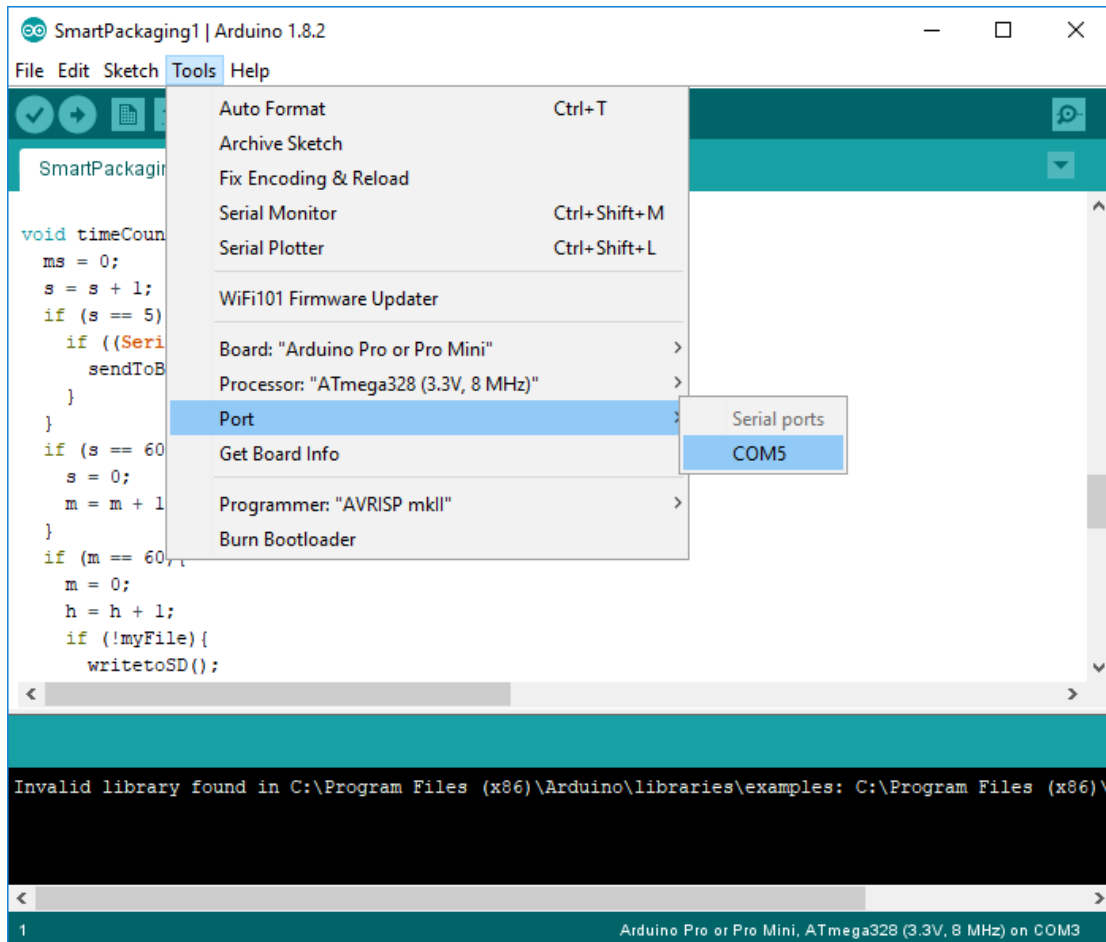 SmartPackaging1 | Arduino 1.8.2
File Edit Sketch Tools Help
Auto Format Ctrl+T
Archive Sketch
SmartPackagin
Fix Encoding & Reload
Serial Monitor Ctrl+Shift+M
void timeCoun
Serial Plotter Ctrl+Shift+L
ms = 0;
s = s + 1;
WiFi101 Firmware Updater
if (s == 5)
if ((Seri
Board: "Arduino Pro or Pro Mini"
sendToB
Processor: "ATmega328 (3.3V, 8 MHz)"
}
Port
Serial ports
}
if (s == 60
Get Board Info
COM5
s = 0;
m = m + 1
Programmer: "AVRISP mkII"
}
Burn Bootloader
if (m == 60){
m = 0;
h = h + 1;
if (!myFile){
writetoSD();
Invalid library found in C:\Program Files (x86)\Arduino\libraries\examples: C:\Program Files (x86)\
1
Arduino Pro or Pro Mini, ATmega328 (3.3V, 8 MHz) on COM3